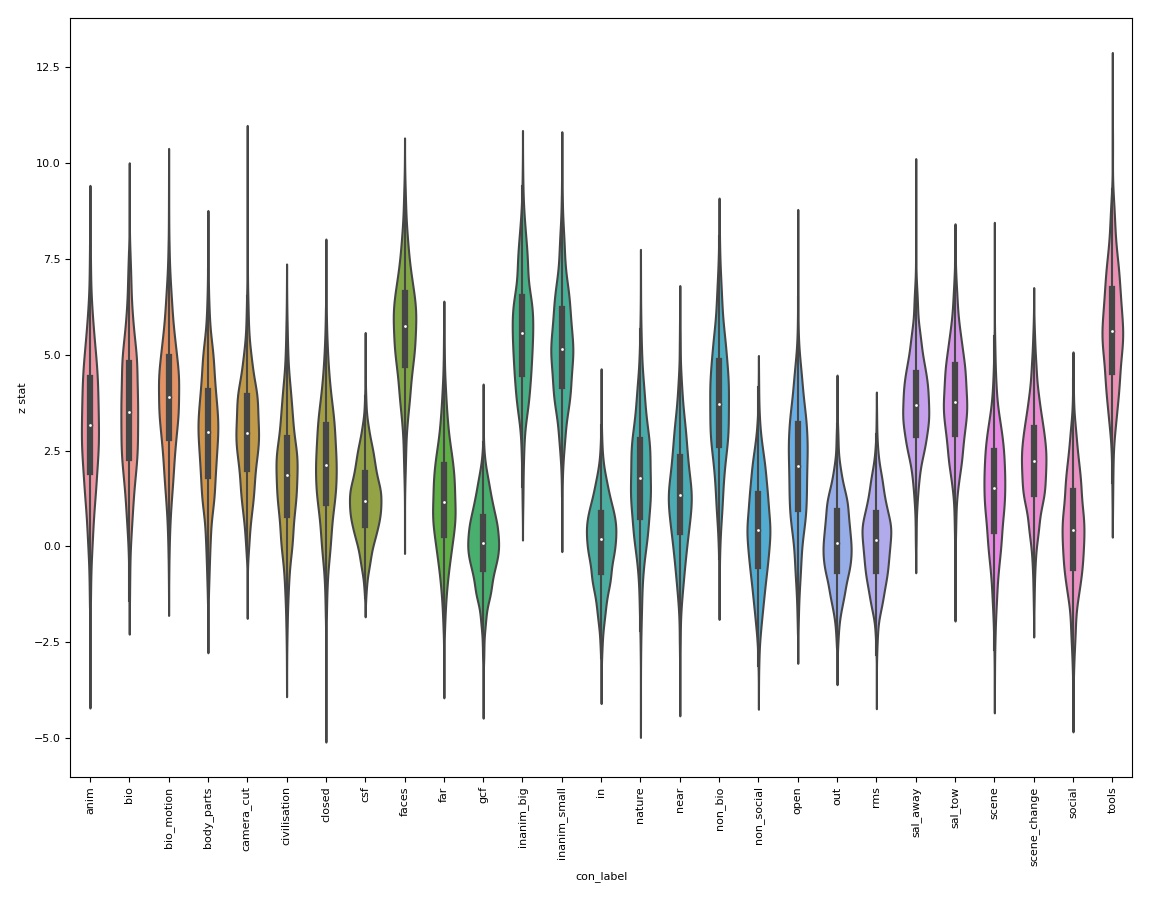 12.5
10.0
7.5
5.0
2.5
0.0
−2.5
−5.0
z stat
anim
bio
bio_motion
body_parts
camera_cut
civilisation
closed
csf
faces
far
gcf
inanim_big
inanim_small
in
nature
near
non_bio
non_social
open
out
rms
sal_away
sal_tow
scene
scene_change
social
tools
con_label